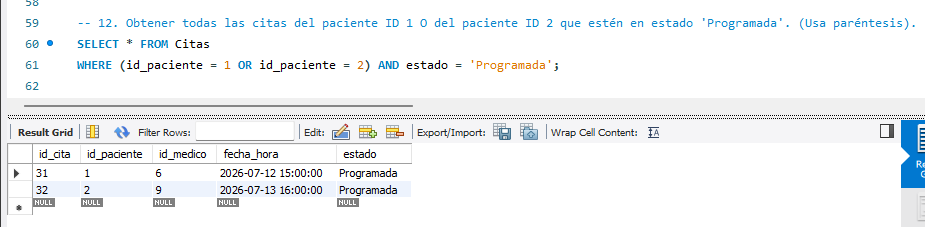 58
59 -- 12. Obtener todas las citas del paciente ID 1 O del paciente ID 2 que estén en estado 'Programada'. (Usa paréntesis).
60 SELECT * FROM Citas
61 WHERE (id_paciente = 1 OR id_paciente = 2) AND estado = 'Programada';
62
Result Grid Filter Rows: Edit: Export/Import: Wrap Cell Content:
id_cita id_paciente id_medico fecha_hora estado
31 1 6 2026-07-12 15:00:00 Programada
32 2 9 2026-07-13 16:00:00 Programada
NULL NULL NULL NULL NULL